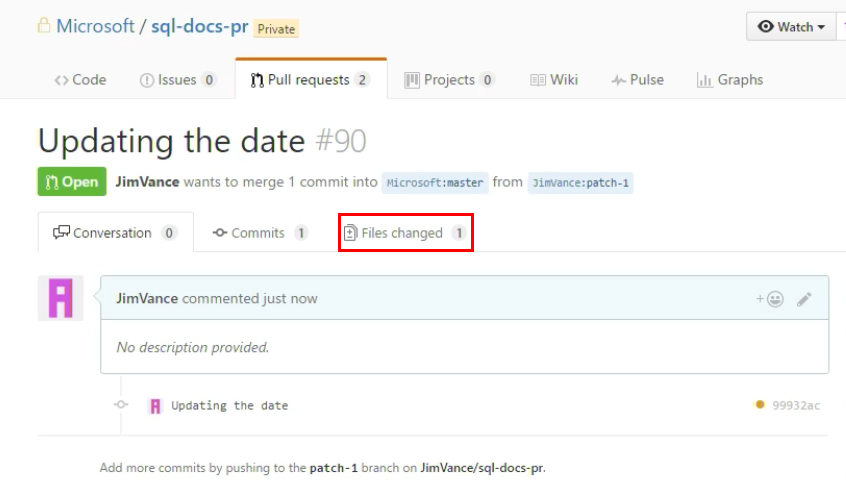 Microsoft / sql-docs-pr Private
Watch
Code Issues 0 Pull requests 2 Projects 0 Wiki Pulse Graphs
Updating the date #90
Open JimVance wants to merge 1 commit into Microsoft:master from JimVance:patch-1
Conversation 0 Commits 1 Files changed 1
JimVance commented just now
No description provided.
Updating the date 99932ac
Add more commits by pushing to the patch-1 branch on JimVance/sql-docs-pr.